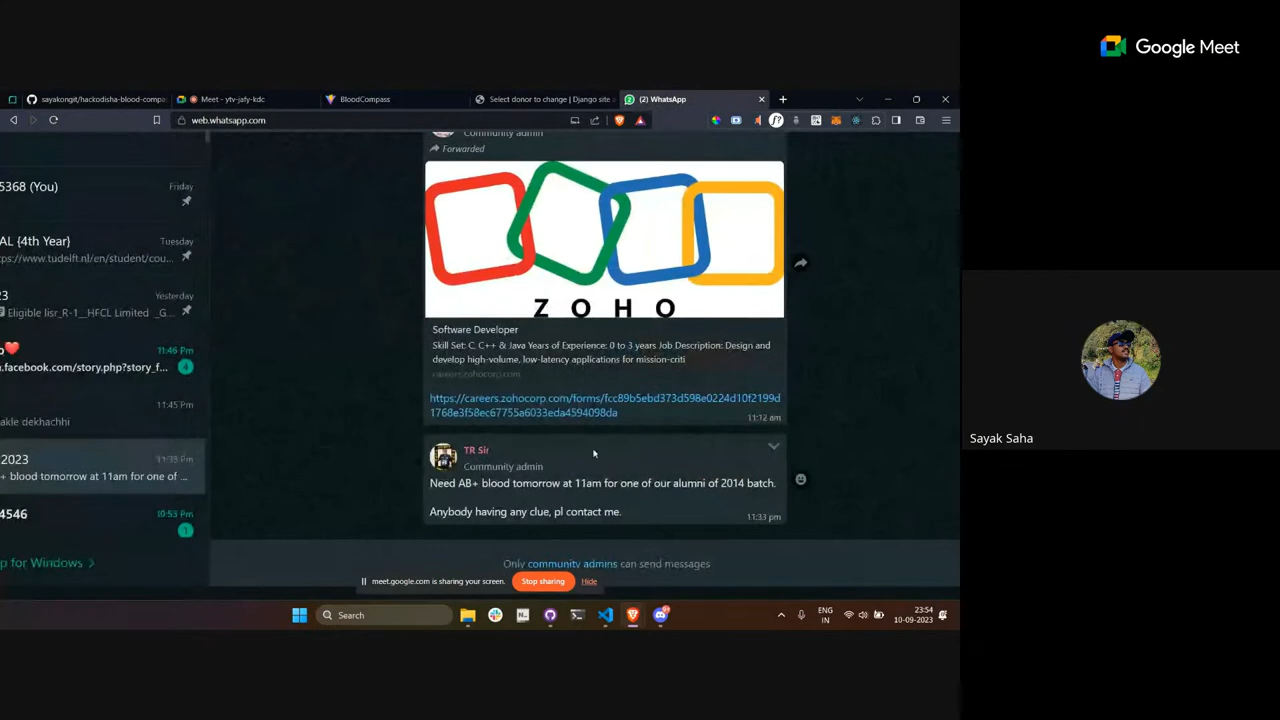 Google Meet
sayakongit/hackodisha-blood-compa
Meet - ytv-jafy-kdc
BloodCompass
Select donor to change | Django site
(2) WhatsApp
web.whatsapp.com
5368 (You)
Friday
AL {4th Year}
Tuesday
ps://www.tudelft.nl/en/student/cou...
23
Yesterday
Eligible lisr_R-1__HFCL Limited _G...
11:46 Pm
.facebook.com/story.php?story_f...
4
11:45 Pm
akle dekhachhi
2023
11:33 Pm
+ blood tomorrow at 11am for one of ...
4546
10:53 Pm
1
p for Windows
Community admin
Forwarded
ZOHO
Software Developer
Skill Set: C, C++ & Java Years of Experience: 0 to 3 years Job Description: Design and
develop high-volume, low-latency applications for mission-criti
careers.zohocorp.com
https://careers.zohocorp.com/forms/fcc89b5ebd373d598e0224d10f2199d
1768e3f58ec67755a6033eda4594098da
11:12 am
TR Sir
Community admin
Need AB+ blood tomorrow at 11am for one of our alumni of 2014 batch.
Anybody having any clue, pl contact me.
11:33 pm
Only community admins can send messages
meet.google.com is sharing your screen.
Stop sharing
Hide
Search
ENG
IN
23:54
10-09-2023
Sayak Saha